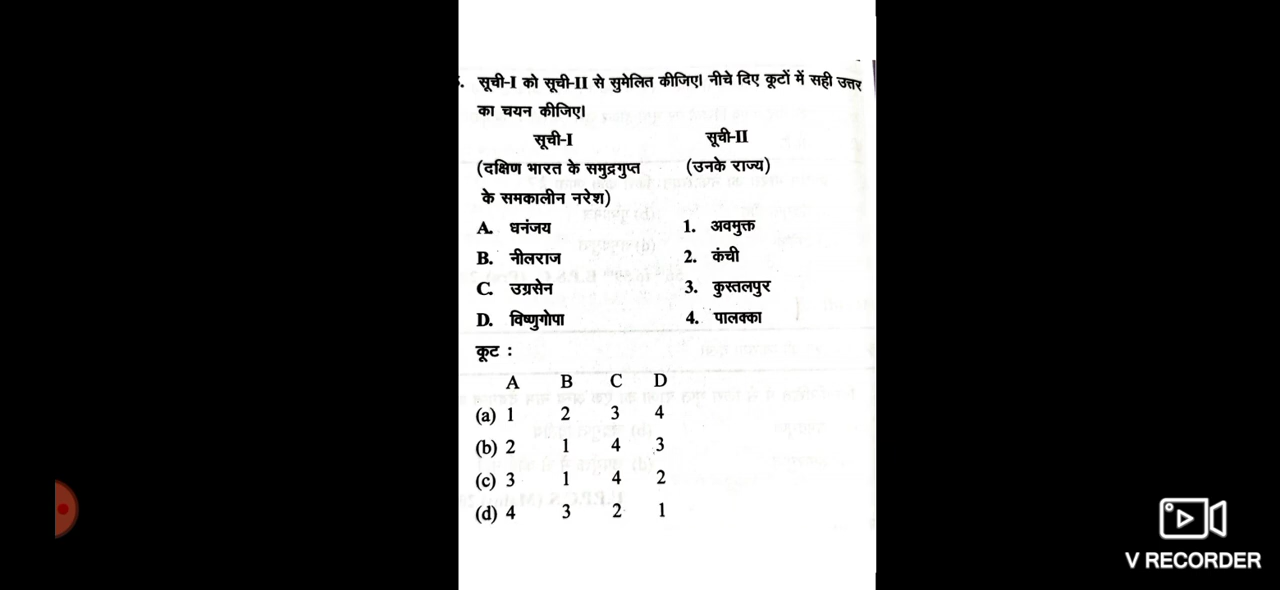 5. सूची-I को सूची-II से सुमेलित कीजिए। नीचे दिए कूटों में सही उत्तर
का चयन कीजिए।
सूची-I सूची-II
(दक्षिण भारत के समुद्रगुप्त (उनके राज्य)
के समकालीन नरेश)
A. धनंजय 1. अवमुक्त
B. नीलराज 2. कंची
C. उग्रसेन 3. कुस्तलपुर
D. विष्णुगोपा 4. पालक्का
कूट :
A B C D
(a) 1 2 3 4
(b) 2 1 4 3
(c) 3 1 4 2
(d) 4 3 2 1
V RECORDER